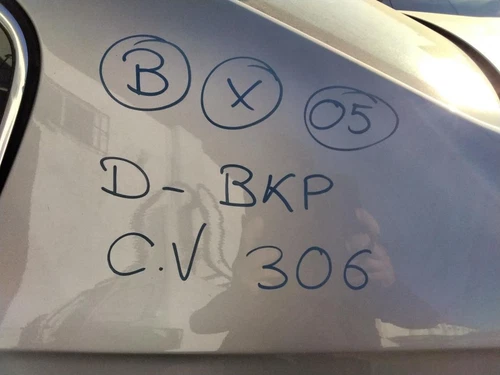 B X 05
D- BKP
C.V 306